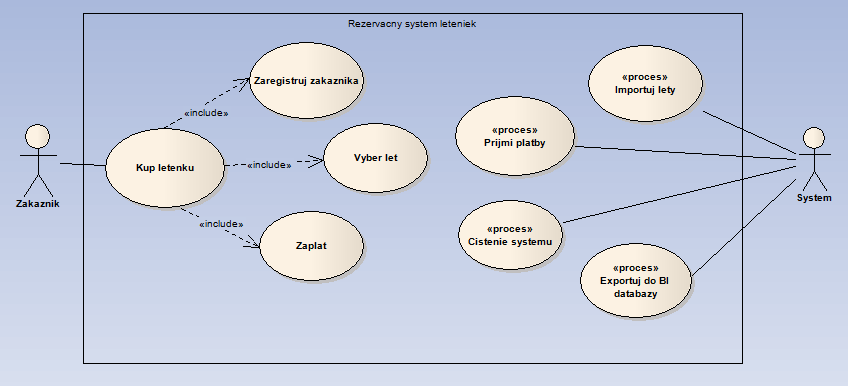 Rezervacny system leteniek
Zaregistruj zakaznika
«include»
Zakaznik
Kup letenku
«include»
Vyber let
«include»
Zaplat
«proces»
Importuj lety
«proces»
Prijmi platby
«proces»
Cistenie systemu
«proces»
Exportuj do BI
databazy
System